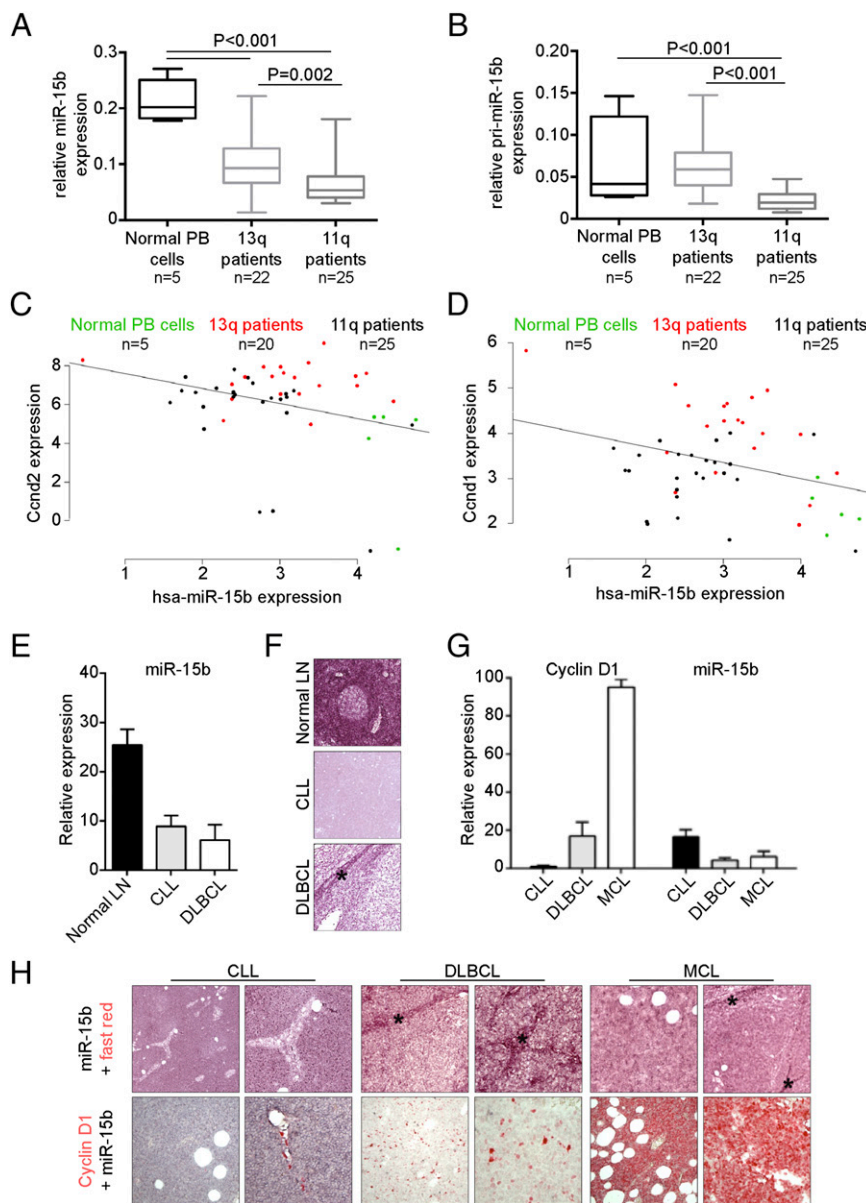 A
P<0.001
P=0.002
relative miR-15b
expression
0.3
0.2
0.1
0
Normal PB
cells
n=5
13q
patients
n=22
11q
patients
n=25
B
P<0.001
P<0.001
relative pri-miR-15b
expression
0.20
0.15
0.10
0.05
0
Normal PB
cells
n=5
13q
patients
n=22
11q
patients
n=25
C
Normal PB cells
n=5
13q patients
n=20
11q patients
n=25
Ccnd2 expression
8
6
4
2
0
1 2 3 4
hsa-miR-15b expression
D
Normal PB cells
n=5
13q patients
n=20
11q patients
n=25
Ccnd1 expression
6
5
4
3
2
1 2 3 4
hsa-miR-15b expression
E
miR-15b
Relative expression
40
30
20
10
0
Normal LN
CLL
DLBCL
F
Normal LN
CLL
DLBCL
*
G
Cyclin D1
miR-15b
Relative expression
100
80
60
40
20
0
CLL
DLBCL
MCL
CLL
DLBCL
MCL
H
CLL DLBCL MCL
miR-15b
+ fast red
* * * *
Cyclin D1
+ miR-15b